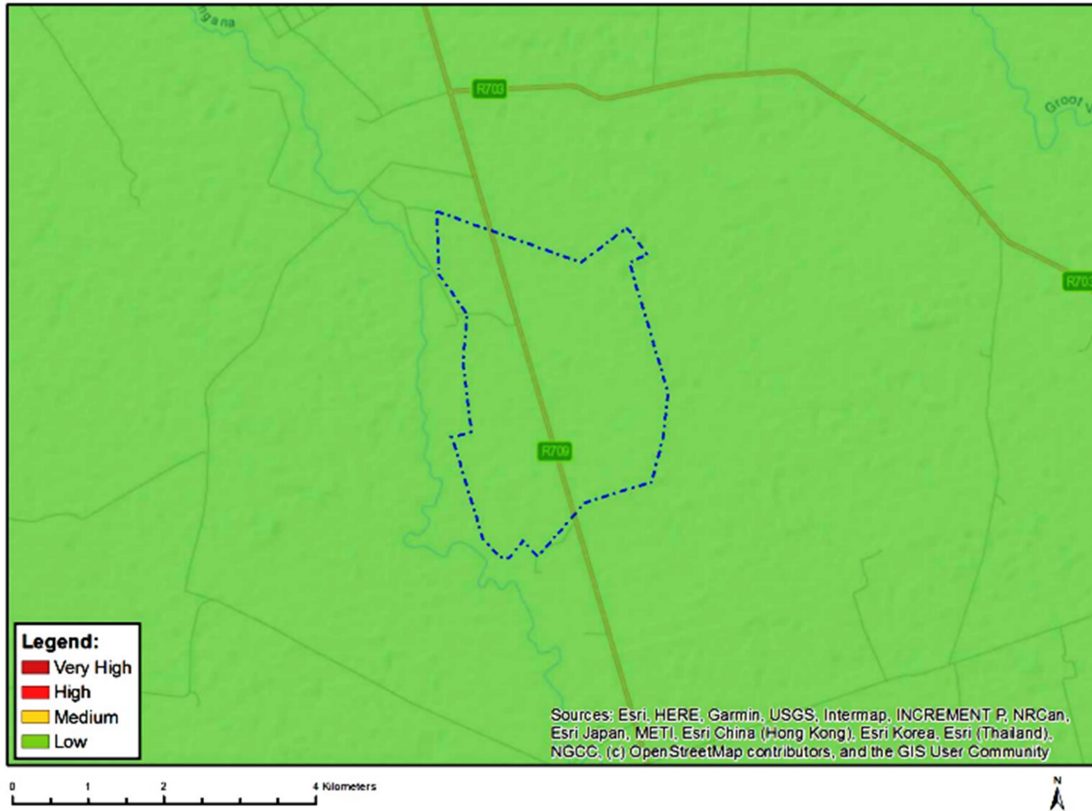 ngana
R703
Groot V
R703
R709
Legend:
Very High
High
Medium
Low
Sources: Esri, HERE, Garmin, USGS, Intermap, INCREMENT P, NRCan,
Esri Japan, METI, Esri China (Hong Kong), Esri Korea, Esri (Thailand),
NGCC, (c) OpenStreetMap contributors, and the GIS User Community
0 1 2 4 Kilometers
N